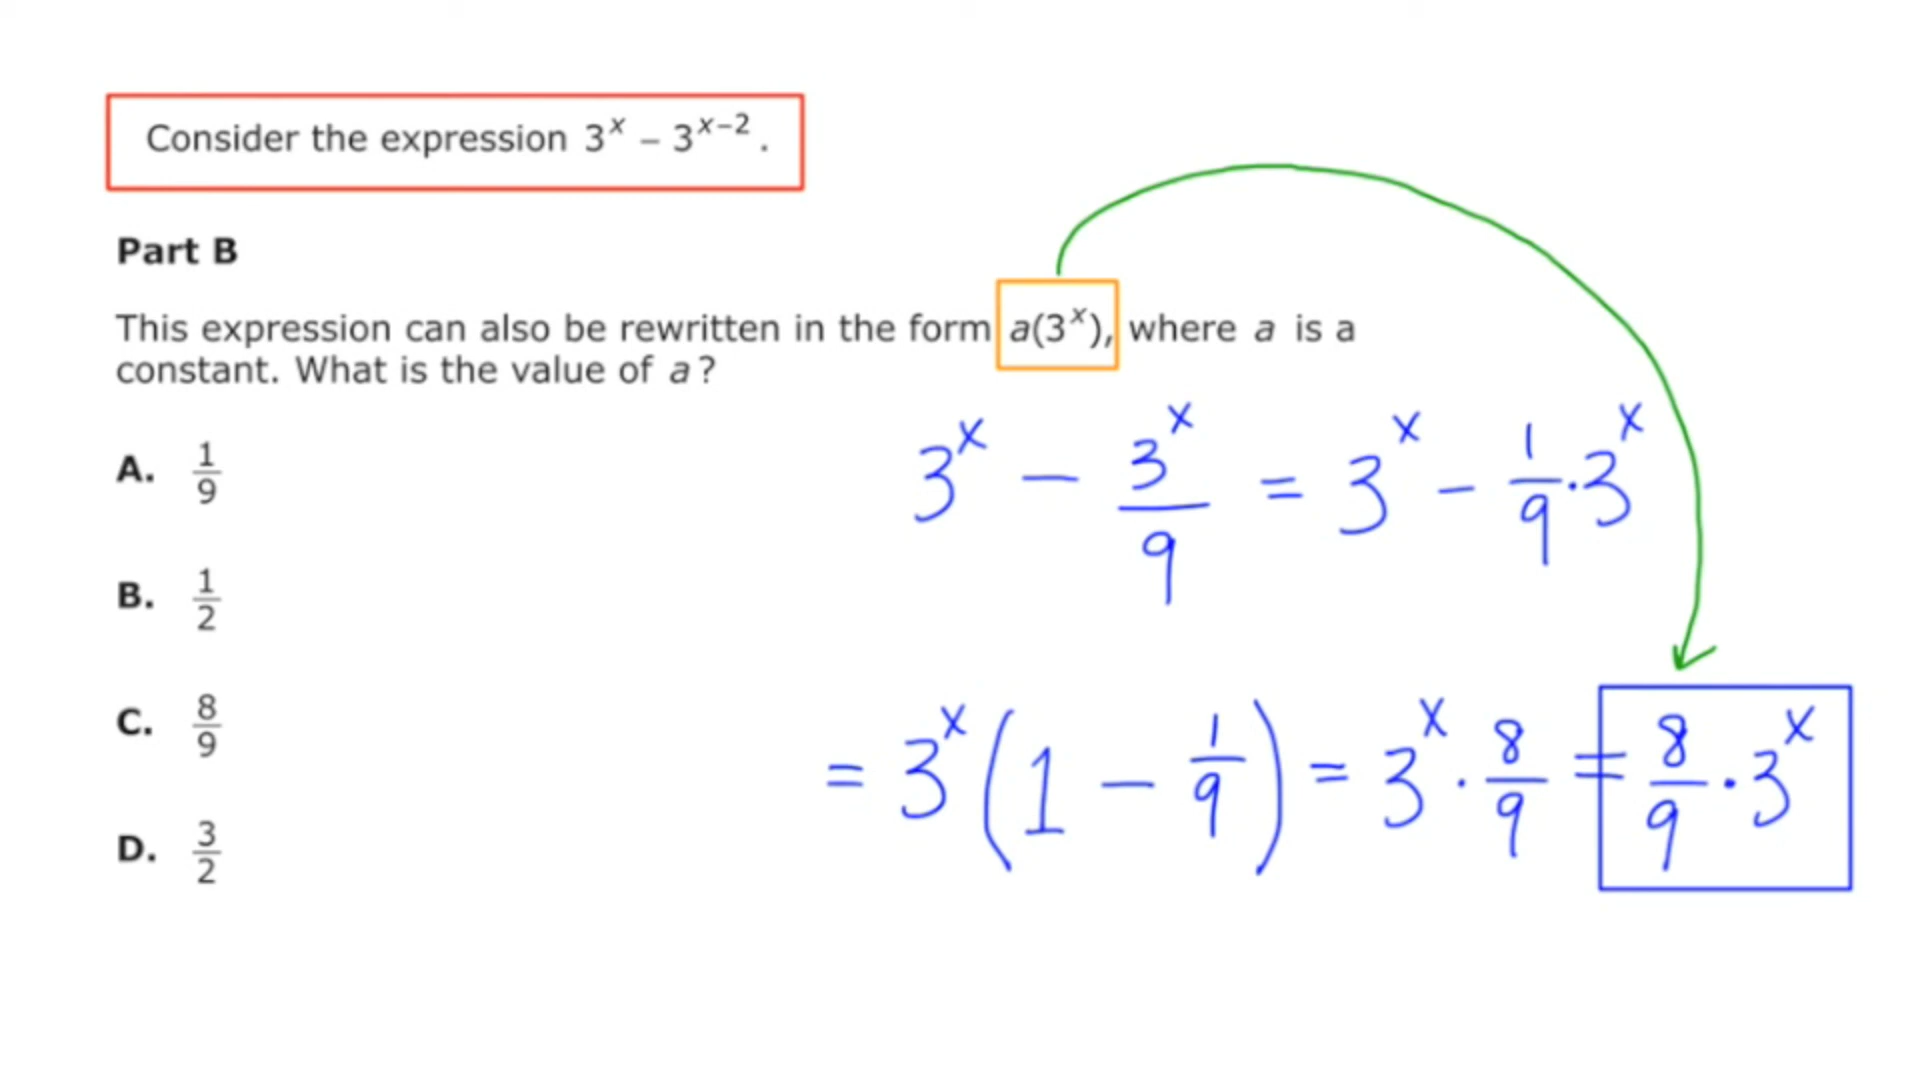 Consider the expression 3^x – 3^(x–2) .
Part B
This expression can also be rewritten in the form a(3^x), where a is a
constant. What is the value of a ?
A. 1/9
B. 1/2
C. 8/9
D. 3/2
3^x – 3^x/9 = 3^x – 1/9 · 3^x
= 3^x (1 – 1/9) = 3^x · 8/9 = 8/9 · 3^x